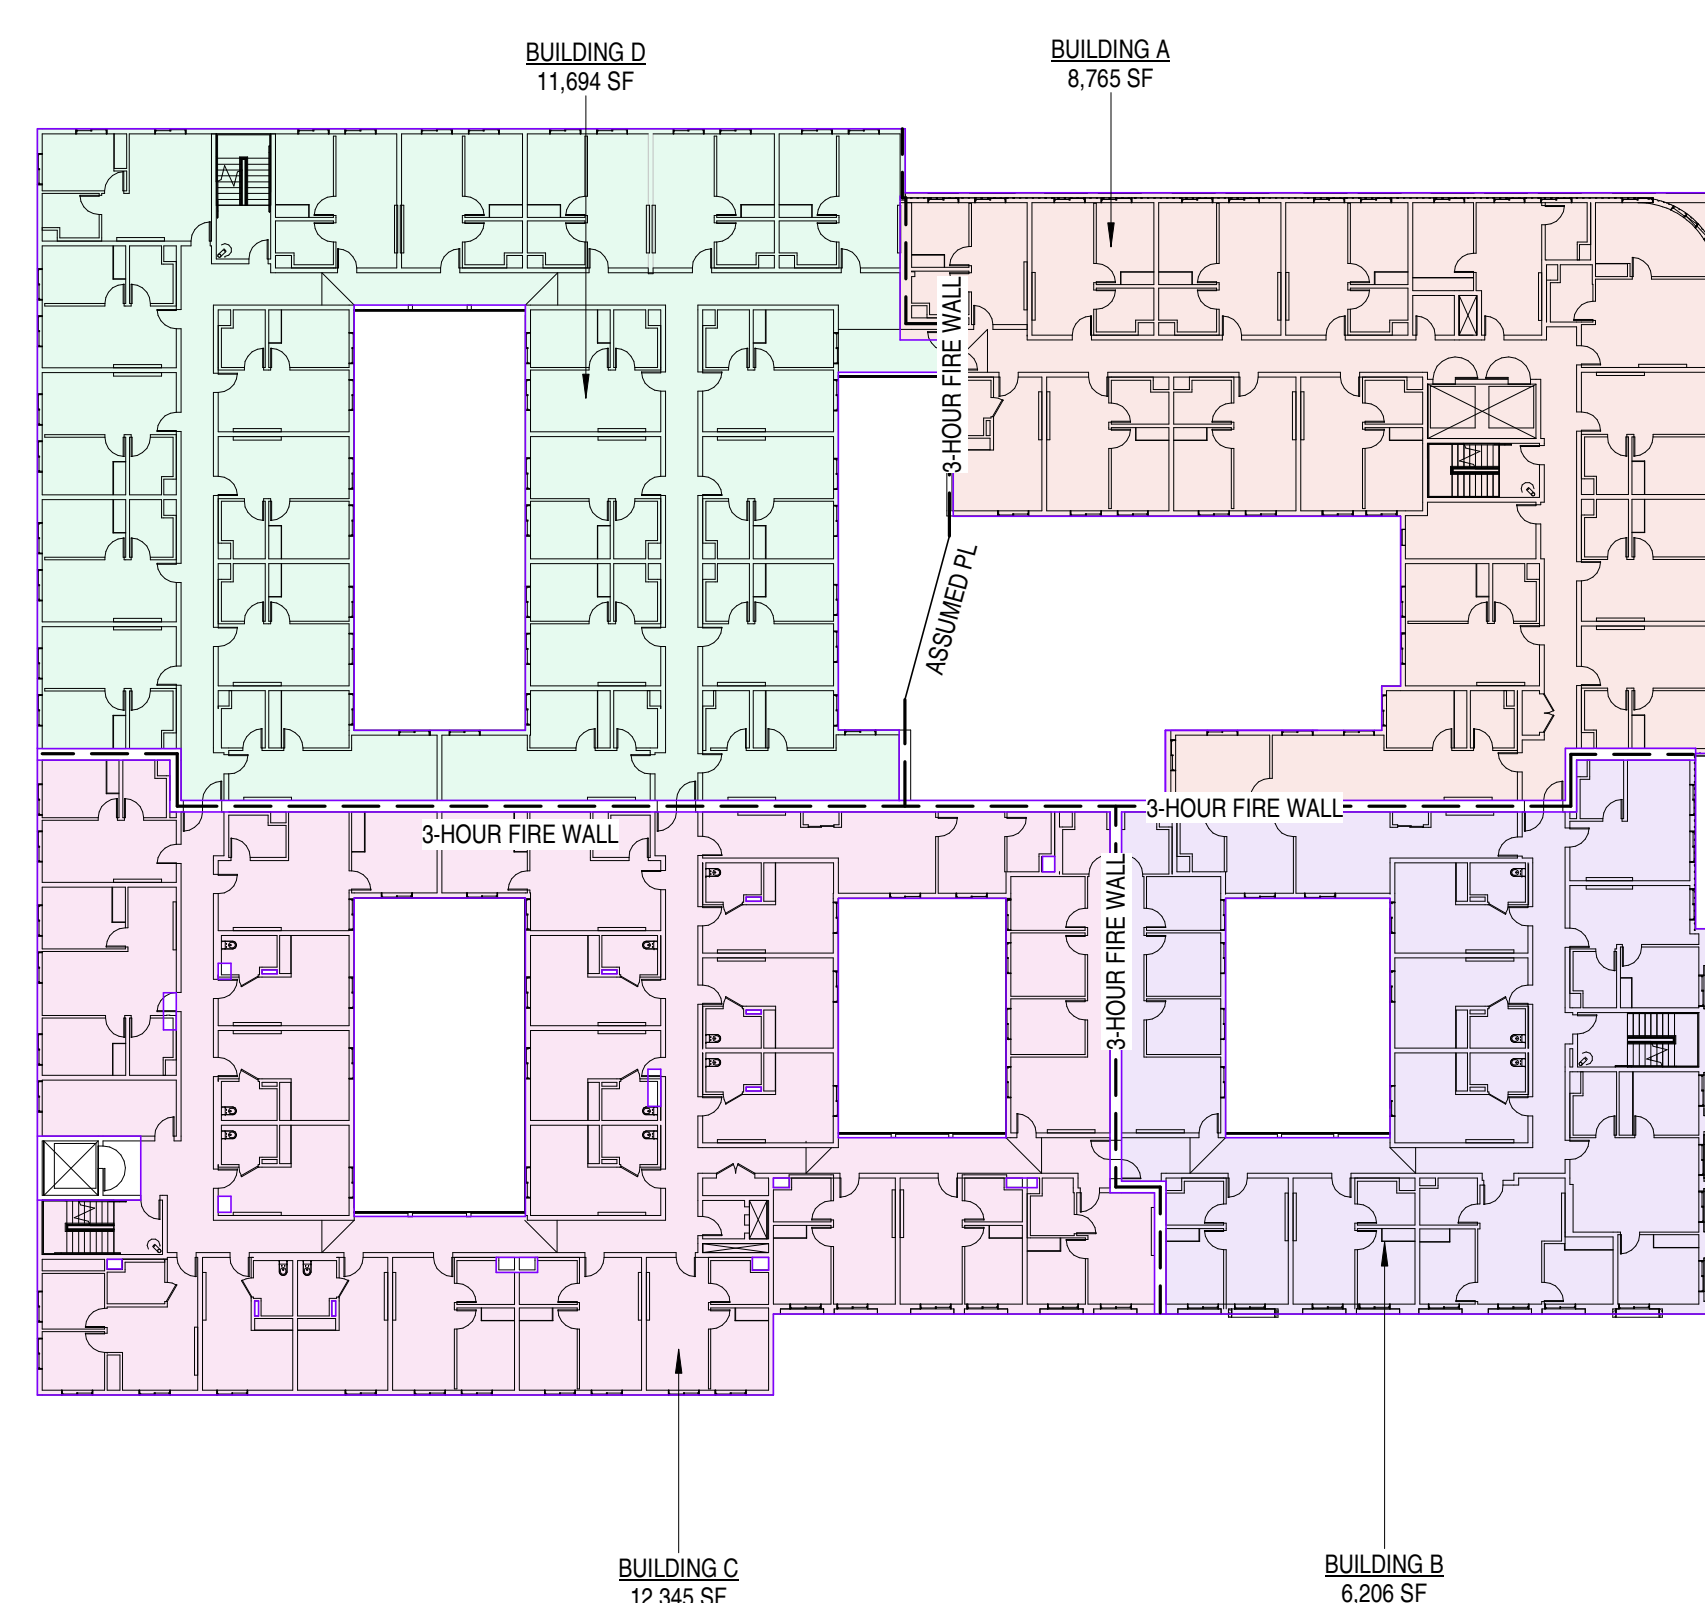 BUILDING D
11,694 SF
BUILDING A
8,765 SF
3-HOUR FIRE WALL
ASSUMED PL
3-HOUR FIRE WALL
3-HOUR FIRE WALL
3-HOUR FIRE WALL
BUILDING C
12,345 SF
BUILDING B
6,206 SF